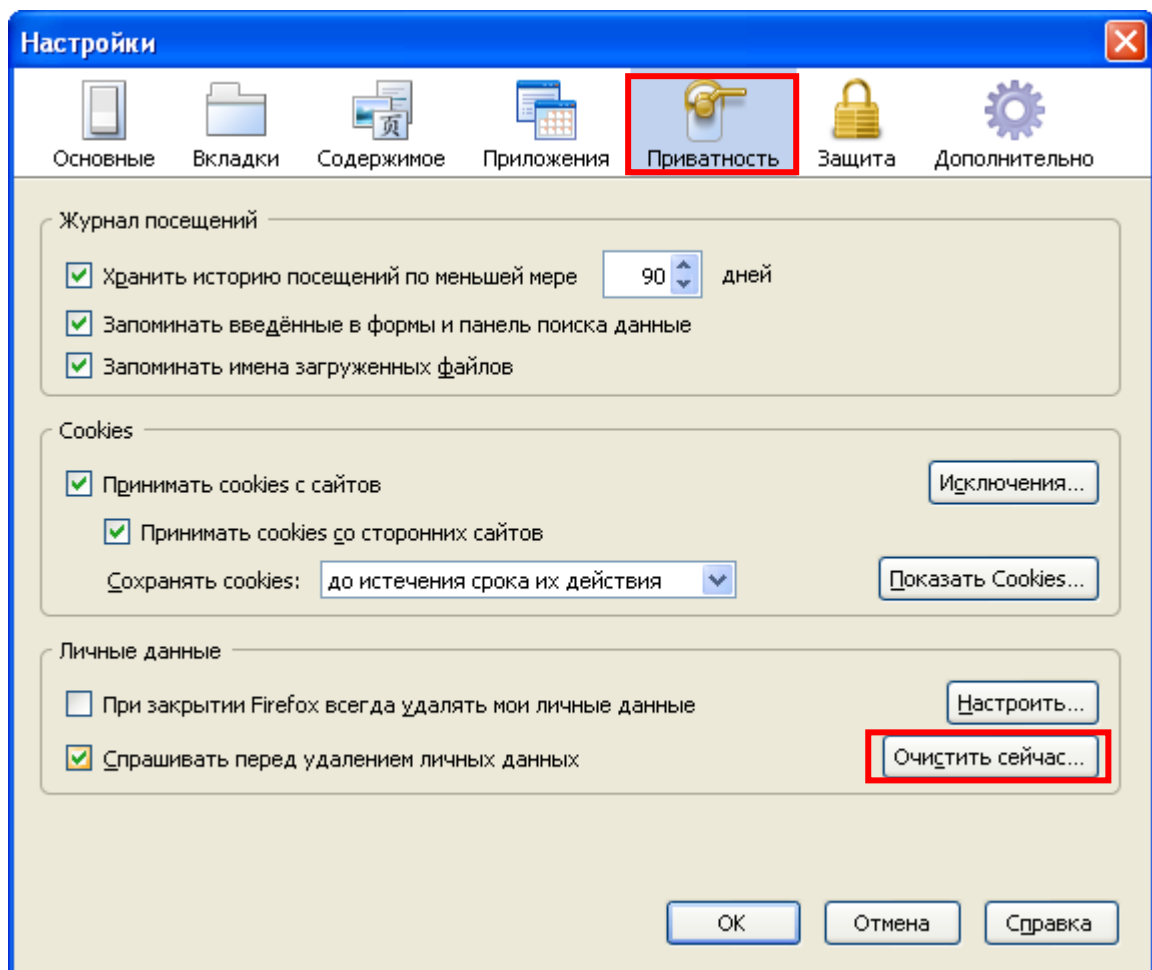 Настройки
页
Основные Вкладки Содержимое Приложения Приватность Защита Дополнительно
Журнал посещений
Хранить историю посещений по меньшей мере 90 дней
Запоминать введённые в формы и панель поиска данные
Запоминать имена загруженных файлов
Cookies
Принимать cookies с сайтов Исключения...
Принимать cookies со сторонних сайтов
Сохранять cookies: до истечения срока их действия Показать Cookies...
Личные данные
При закрытии Firefox всегда удалять мои личные данные Настроить...
Спрашивать перед удалением личных данных Очистить сейчас...
OK Отмена Справка